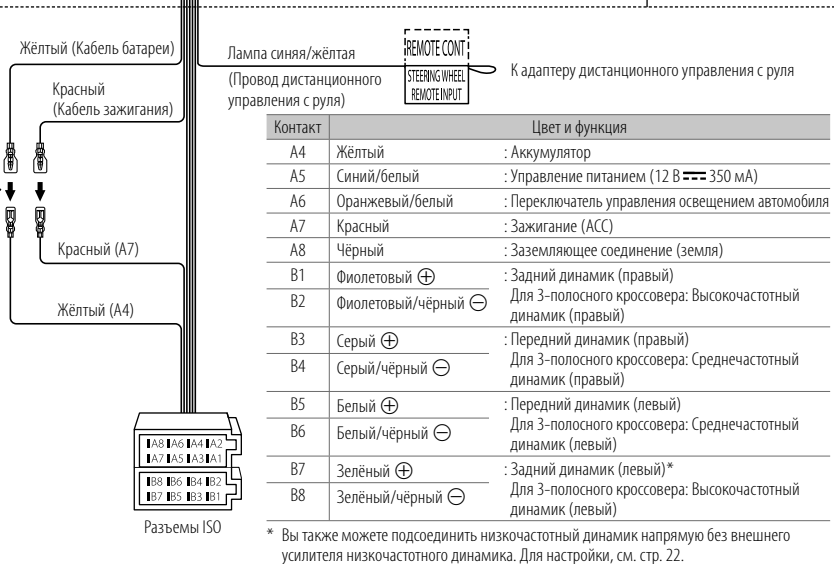 Жёлтый (Кабель батареи)
Красный
(Кабель зажигания)
Лампа синяя/жёлтая
(Провод дистанционного
управления с руля)
REMOTE CONT
STEERING WHEEL
REMOTE INPUT
К адаптеру дистанционного управления с руля
Красный (A7)
Жёлтый (A4)
A8 A6 A4 A2
A7 A5 A3 A1
B8 B6 B4 B2
B7 B5 B3 B1
Разъемы ISO
Контакт Цвет и функция
A4 Жёлтый : Аккумулятор
A5 Синий/белый : Управление питанием (12 В ⎓ 350 мА)
A6 Оранжевый/белый : Переключатель управления освещением автомобиля
A7 Красный : Зажигание (ACC)
A8 Чёрный : Заземляющее соединение (земля)
B1 Фиолетовый ⊕ : Задний динамик (правый)
B2 Фиолетовый/чёрный ⊖ Для 3-полосного кроссовера: Высокочастотный
динамик (правый)
B3 Серый ⊕ : Передний динамик (правый)
B4 Серый/чёрный ⊖ Для 3-полосного кроссовера: Среднечастотный
динамик (правый)
B5 Белый ⊕ : Передний динамик (левый)
B6 Белый/чёрный ⊖ Для 3-полосного кроссовера: Среднечастотный
динамик (левый)
B7 Зелёный ⊕ : Задний динамик (левый)*
B8 Зелёный/чёрный ⊖ Для 3-полосного кроссовера: Высокочастотный
динамик (левый)
* Вы также можете подсоединить низкочастотный динамик напрямую без внешнего
усилителя низкочастотного динамика. Для настройки, см. стр. 22.